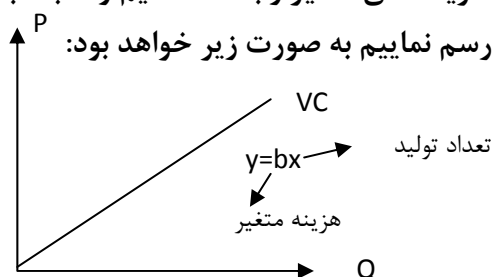 P
رسم نماییم به صورت زیر خواهد بود:
VC
y=bx
تعداد تولید
هزینه متغیر
Q